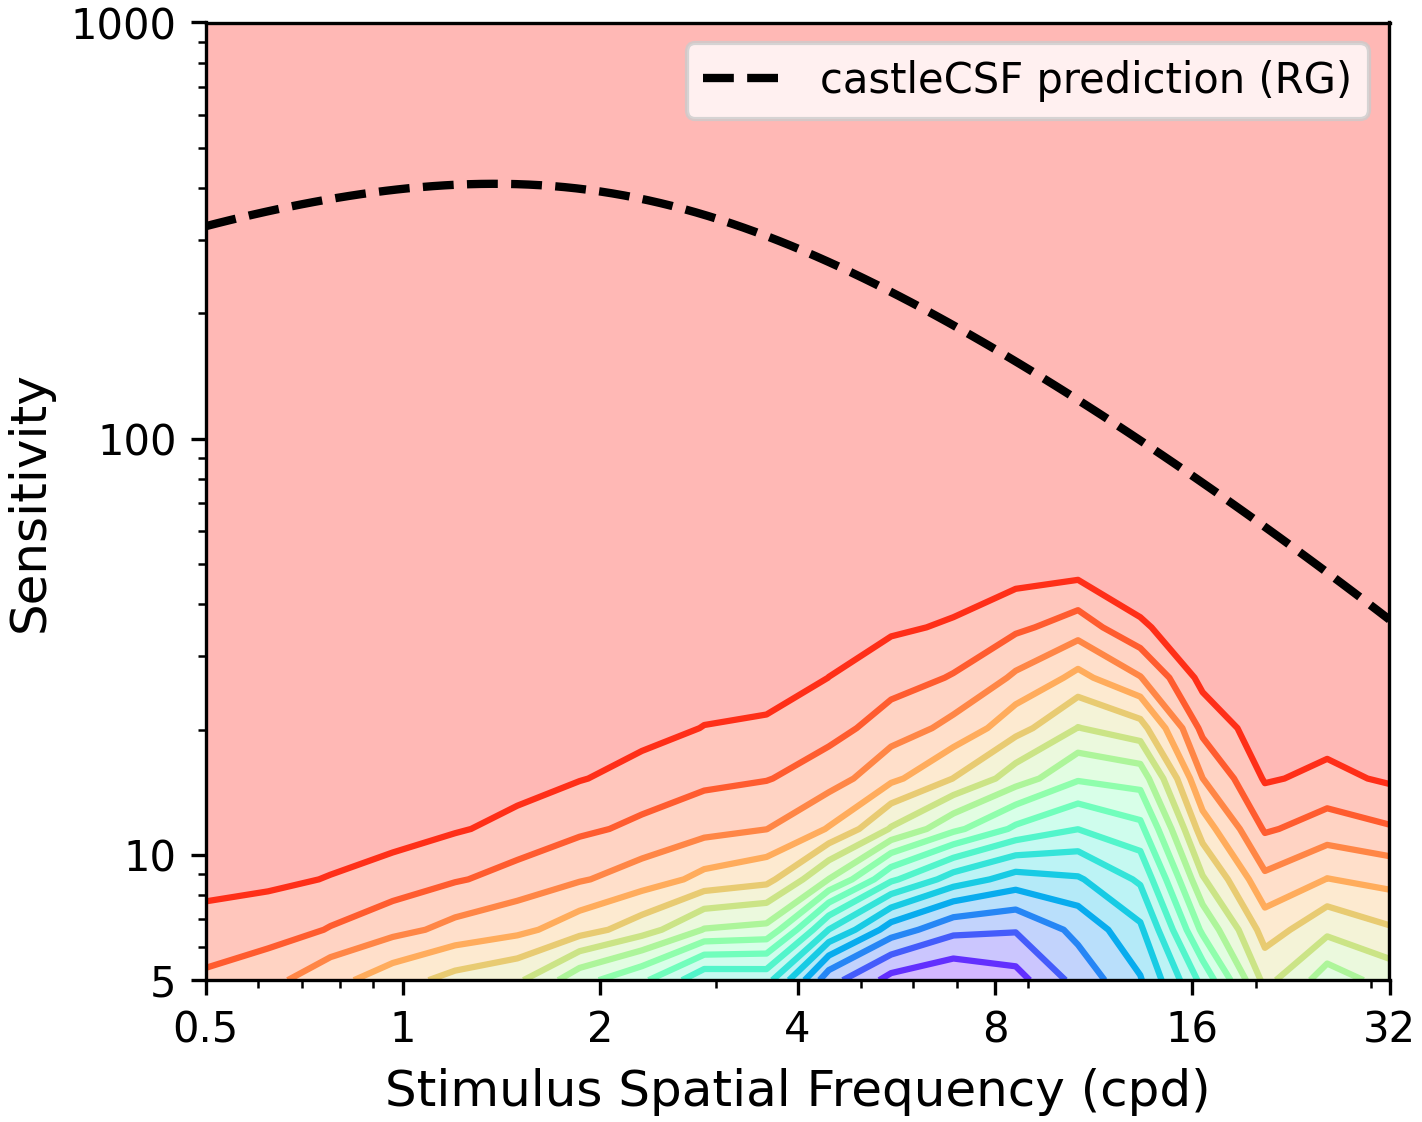 1000
castleCSF prediction (RG)
Sensitivity
100
10
5
0.5 1 2 4 8 16 32
Stimulus Spatial Frequency (cpd)